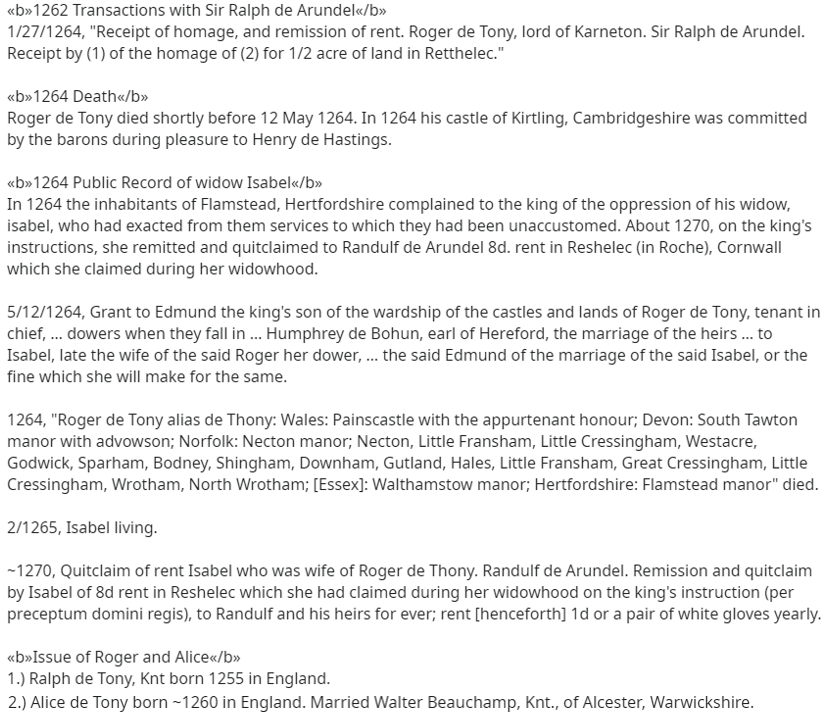 «b»1262 Transactions with Sir Ralph de Arundel«/b»
1/27/1264, "Receipt of homage, and remission of rent. Roger de Tony, lord of Karneton. Sir Ralph de Arundel.
Receipt by (1) of the homage of (2) for 1/2 acre of land in Retthelec."

«b»1264 Death«/b»
Roger de Tony died shortly before 12 May 1264. In 1264 his castle of Kirtling, Cambridgeshire was committed
by the barons during pleasure to Henry de Hastings.

«b»1264 Public Record of widow Isabel«/b»
In 1264 the inhabitants of Flamstead, Hertfordshire complained to the king of the oppression of his widow,
isabel, who had exacted from them services to which they had been unaccustomed. About 1270, on the king's
instructions, she remitted and quitclaimed to Randulf de Arundel 8d. rent in Reshelec (in Roche), Cornwall
which she claimed during her widowhood.

5/12/1264, Grant to Edmund the king's son of the wardship of the castles and lands of Roger de Tony, tenant in
chief, ... dowers when they fall in ... Humphrey de Bohun, earl of Hereford, the marriage of the heirs ... to
Isabel, late the wife of the said Roger her dower, ... the said Edmund of the marriage of the said Isabel, or the
fine which she will make for the same.

1264, "Roger de Tony alias de Thony: Wales: Painscastle with the appurtenant honour; Devon: South Tawton
manor with advowson; Norfolk: Necton manor; Necton, Little Fransham, Little Cressingham, Westacre,
Godwick, Sparham, Bodney, Shingham, Downham, Gutland, Hales, Little Fransham, Great Cressingham, Little
Cressingham, Wrotham, North Wrotham; [Essex]: Walthamstow manor; Hertfordshire: Flamstead manor" died.

2/1265, Isabel living.

~1270, Quitclaim of rent Isabel who was wife of Roger de Thony. Randulf de Arundel. Remission and quitclaim
by Isabel of 8d rent in Reshelec which she had claimed during her widowhood on the king's instruction (per
preceptum domini regis), to Randulf and his heirs for ever; rent [henceforth] 1d or a pair of white gloves yearly.

«b»Issue of Roger and Alice«/b»
1.) Ralph de Tony, Knt born 1255 in England.
2.) Alice de Tony born ~1260 in England. Married Walter Beauchamp, Knt., of Alcester, Warwickshire.